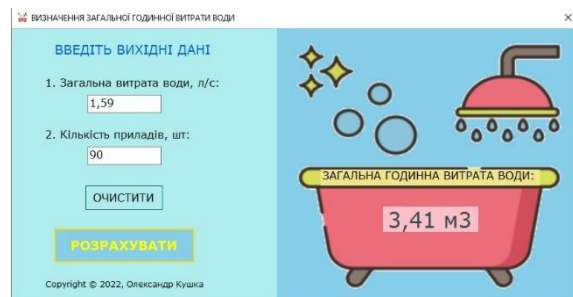 ВИЗНАЧЕННЯ ЗАГАЛЬНОЇ ГОДИННОЇ ВИТРАТИ ВОДИ
ВВЕДІТЬ ВИХІДНІ ДАНІ
1. Загальна витрата води, л/с:
1,59
2. Кількість приладів, шт:
90
ОЧИСТИТИ
РОЗРАХУВАТИ
Copyright © 2022, Олександр Кушка
ЗАГАЛЬНА ГОДИННА ВИТРАТА ВОДИ:
3,41 м3